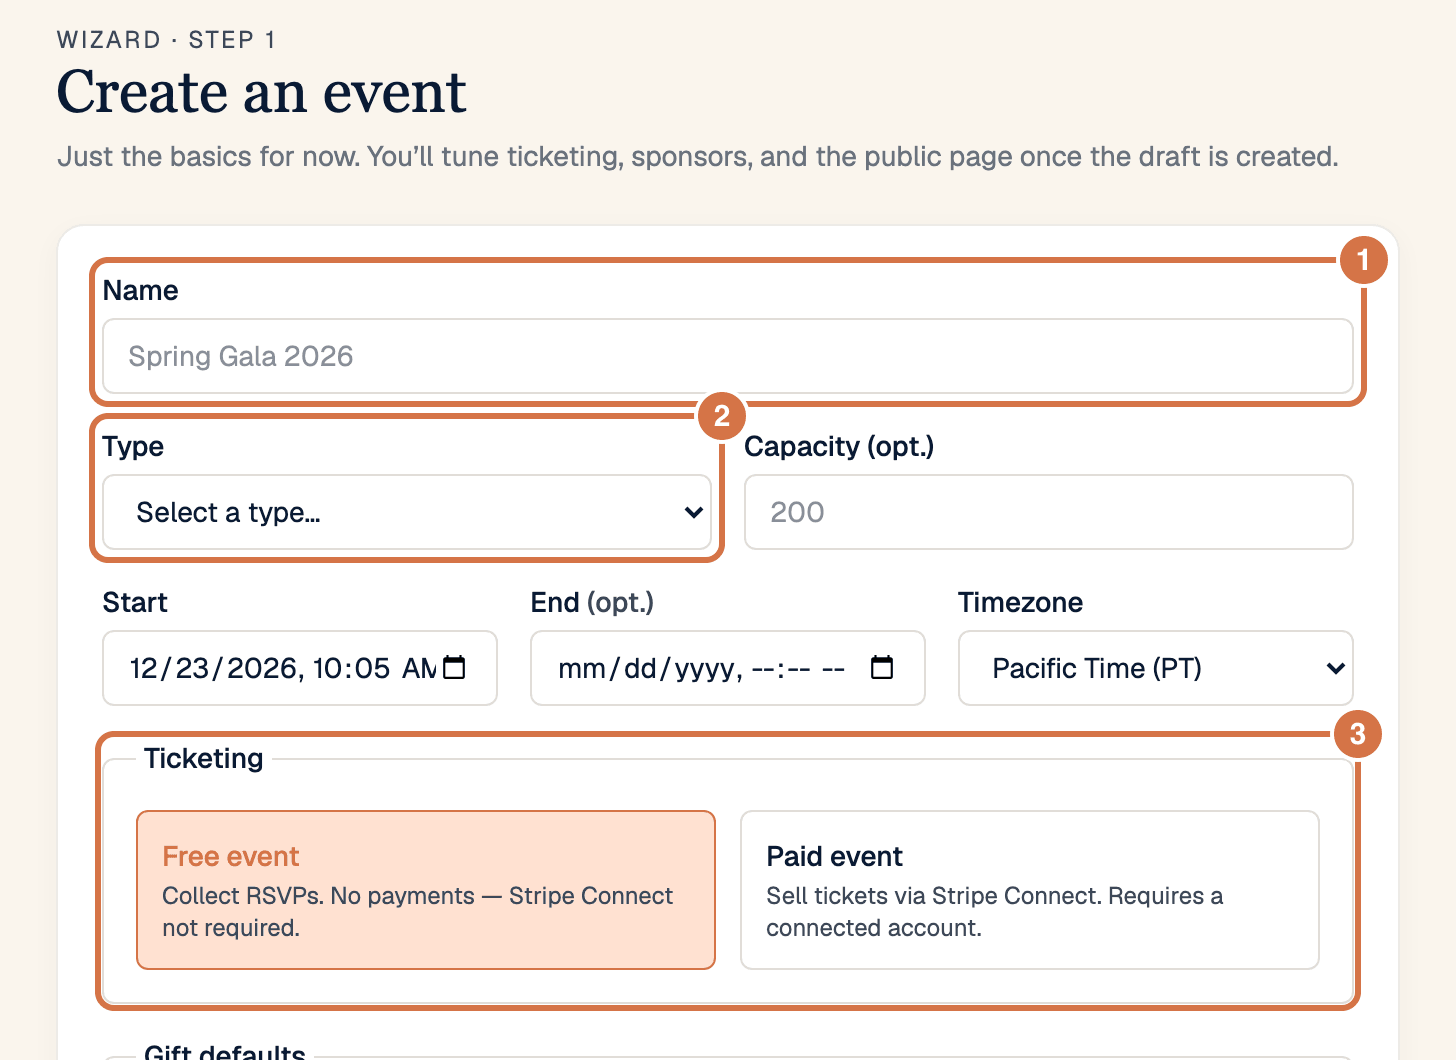 WIZARD · STEP 1
Create an event
Just the basics for now. You’ll tune ticketing, sponsors, and the public page once the draft is created.
1
Name
Spring Gala 2026
2
Type
Capacity (opt.)
Select a type...
200
Start
End (opt.)
Timezone
12/23/2026, 10:05 AM
mm/dd/yyyy, --:-- --
Pacific Time (PT)
3
Ticketing
Free event
Collect RSVPs. No payments — Stripe Connect
not required.
Paid event
Sell tickets via Stripe Connect. Requires a
connected account.
Gift defaults